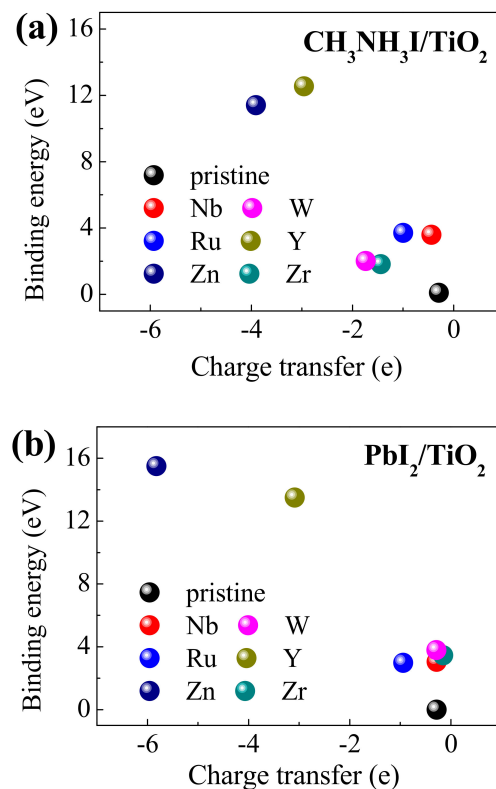 (a)
CH₃NH₃I/TiO₂
16
12
8
4
0
Binding energy (eV)
pristine
Nb W
Ru Y
Zn Zr
-6 -4 -2 0
Charge transfer (e)
(b)
PbI₂/TiO₂
16
12
8
4
0
Binding energy (eV)
pristine
Nb W
Ru Y
Zn Zr
-6 -4 -2 0
Charge transfer (e)